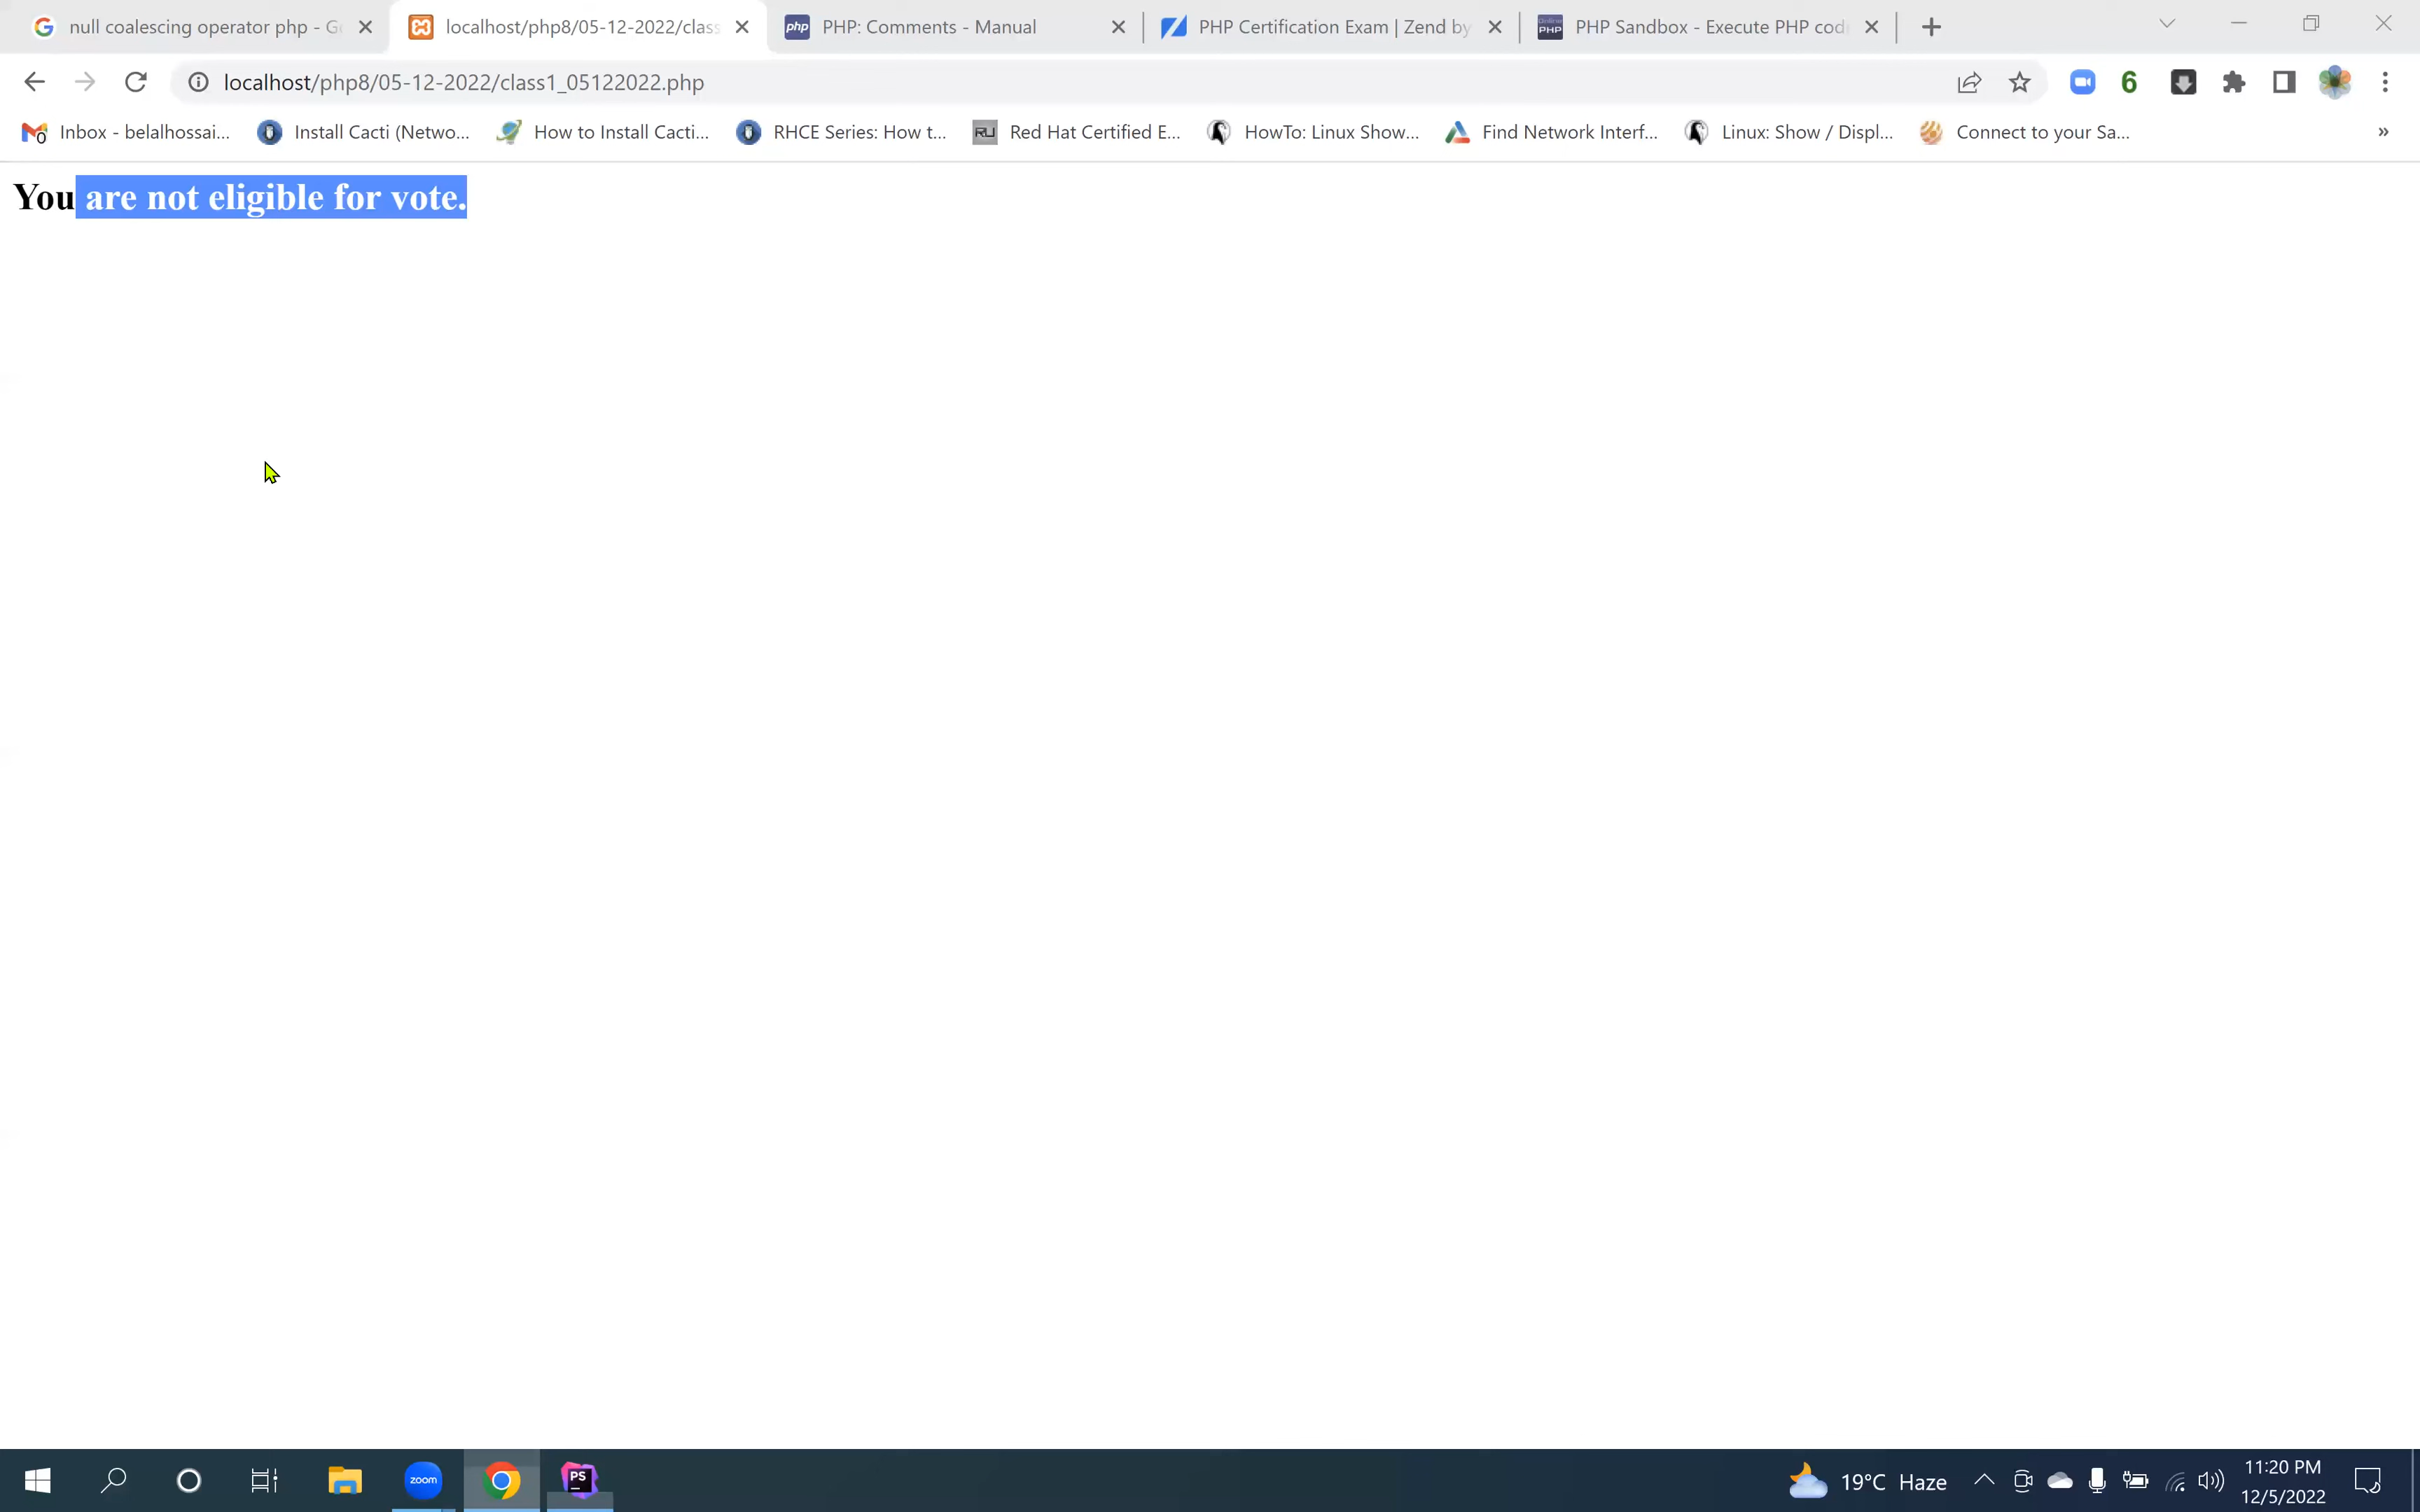 null coalescing operator php - G
localhost/php8/05-12-2022/class
php
PHP: Comments - Manual
PHP Certification Exam | Zend by
PHP
PHP Sandbox - Execute PHP cod
localhost/php8/05-12-2022/class1_05122022.php
6
Inbox - belalhossai...
Install Cacti (Netwo...
How to Install Cacti...
RHCE Series: How t...
RU
Red Hat Certified E...
HowTo: Linux Show...
Find Network Interf...
Linux: Show / Displ...
Connect to your Sa...
»
You are not eligible for vote.
zoom
PS
19°C Haze
11:20 PM
12/5/2022